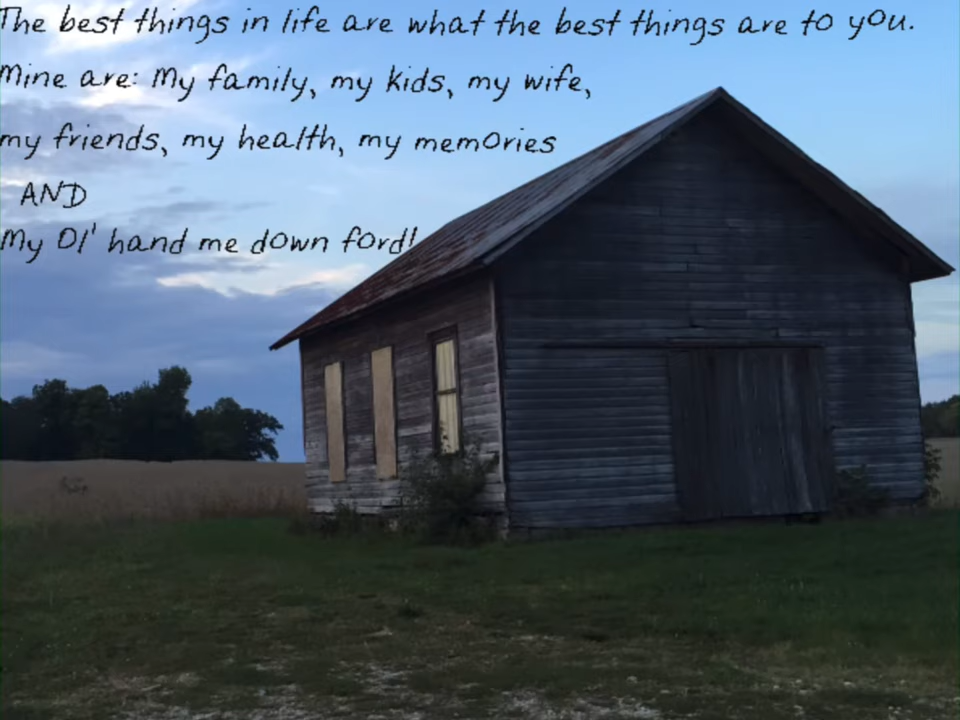 The best things in life are what the best things are to you.
Mine are: My family, my kids, my wife,
my friends, my health, my memories
AND
My Ol' hand me down ford!